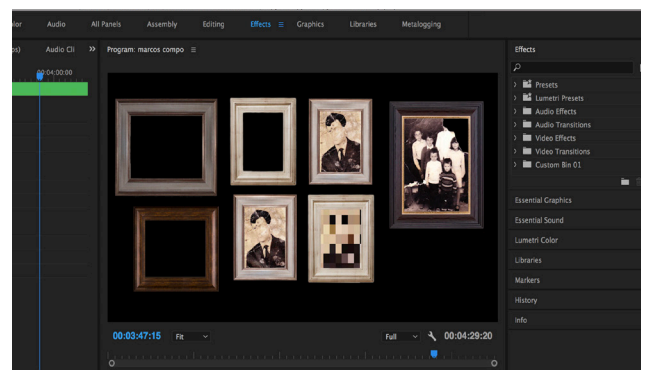 lor Audio All Panels Assembly Editing Effects Graphics Libraries Metalogging
os) Audio Cli >> Program: marcos compo Effects
00:04:00:00
> Presets
> Lumetri Presets
> Audio Effects
> Audio Transitions
> Video Effects
> Video Transitions
> Custom Bin 01
Essential Graphics
Essential Sound
Lumetri Color
Libraries
Markers
History
Info
00:03:47:15 Fit Full 00:04:29:20